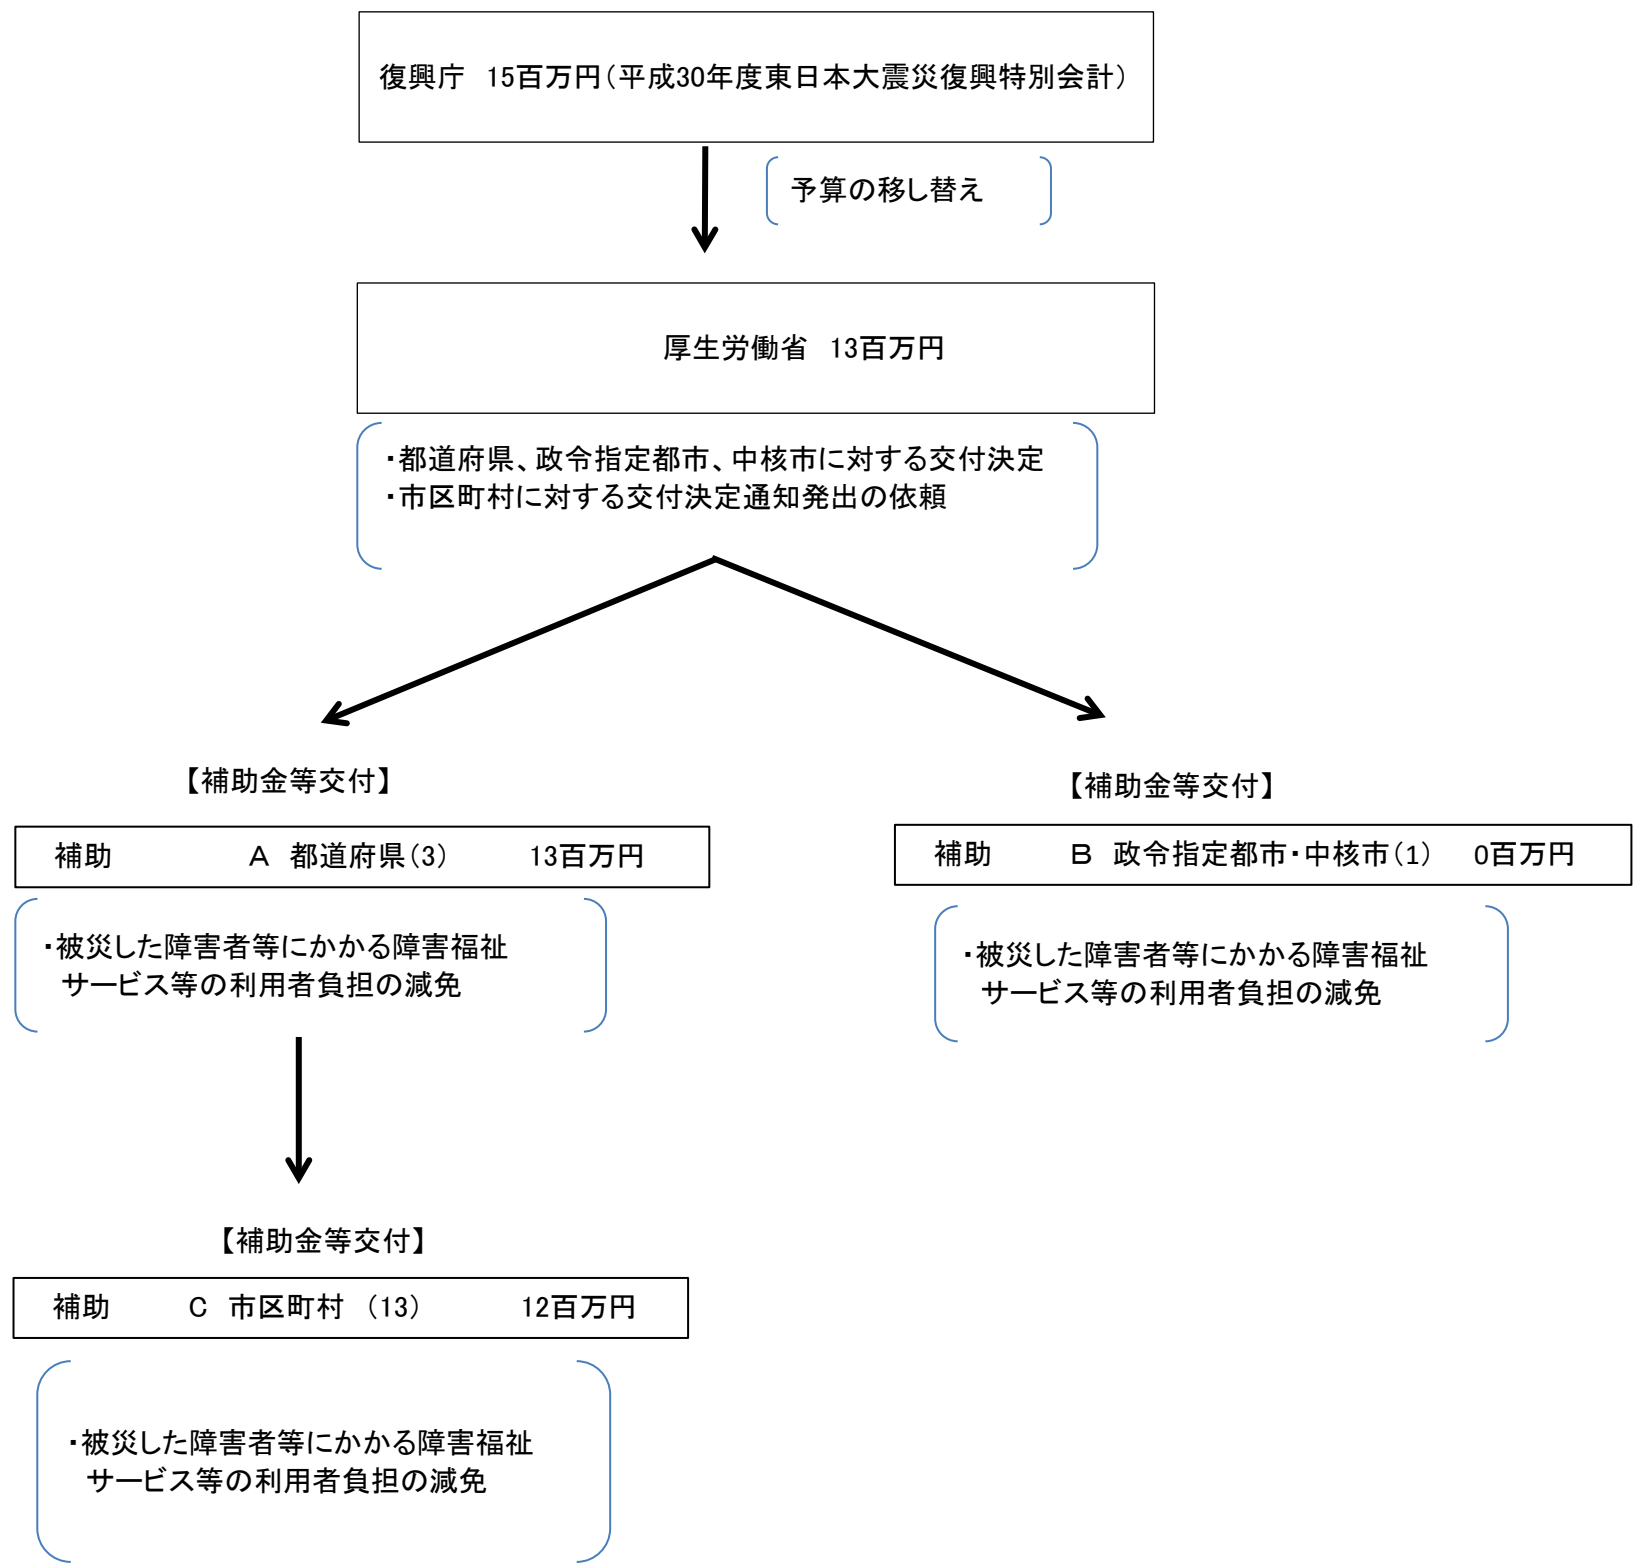 復興庁　15百万円（平成30年度東日本大震災復興特別会計）
予算の移し替え
厚生労働省　13百万円
・都道府県、政令指定都市、中核市に対する交付決定
・市区町村に対する交付決定通知発出の依頼
【補助金等交付】
補助　A　都道府県（3）　13百万円
・被災した障害者等にかかる障害福祉
サービス等の利用者負担の減免
【補助金等交付】
補助　B　政令指定都市・中核市（1）　0百万円
・被災した障害者等にかかる障害福祉
サービス等の利用者負担の減免
【補助金等交付】
補助　C　市区町村　（13）　12百万円
・被災した障害者等にかかる障害福祉
サービス等の利用者負担の減免